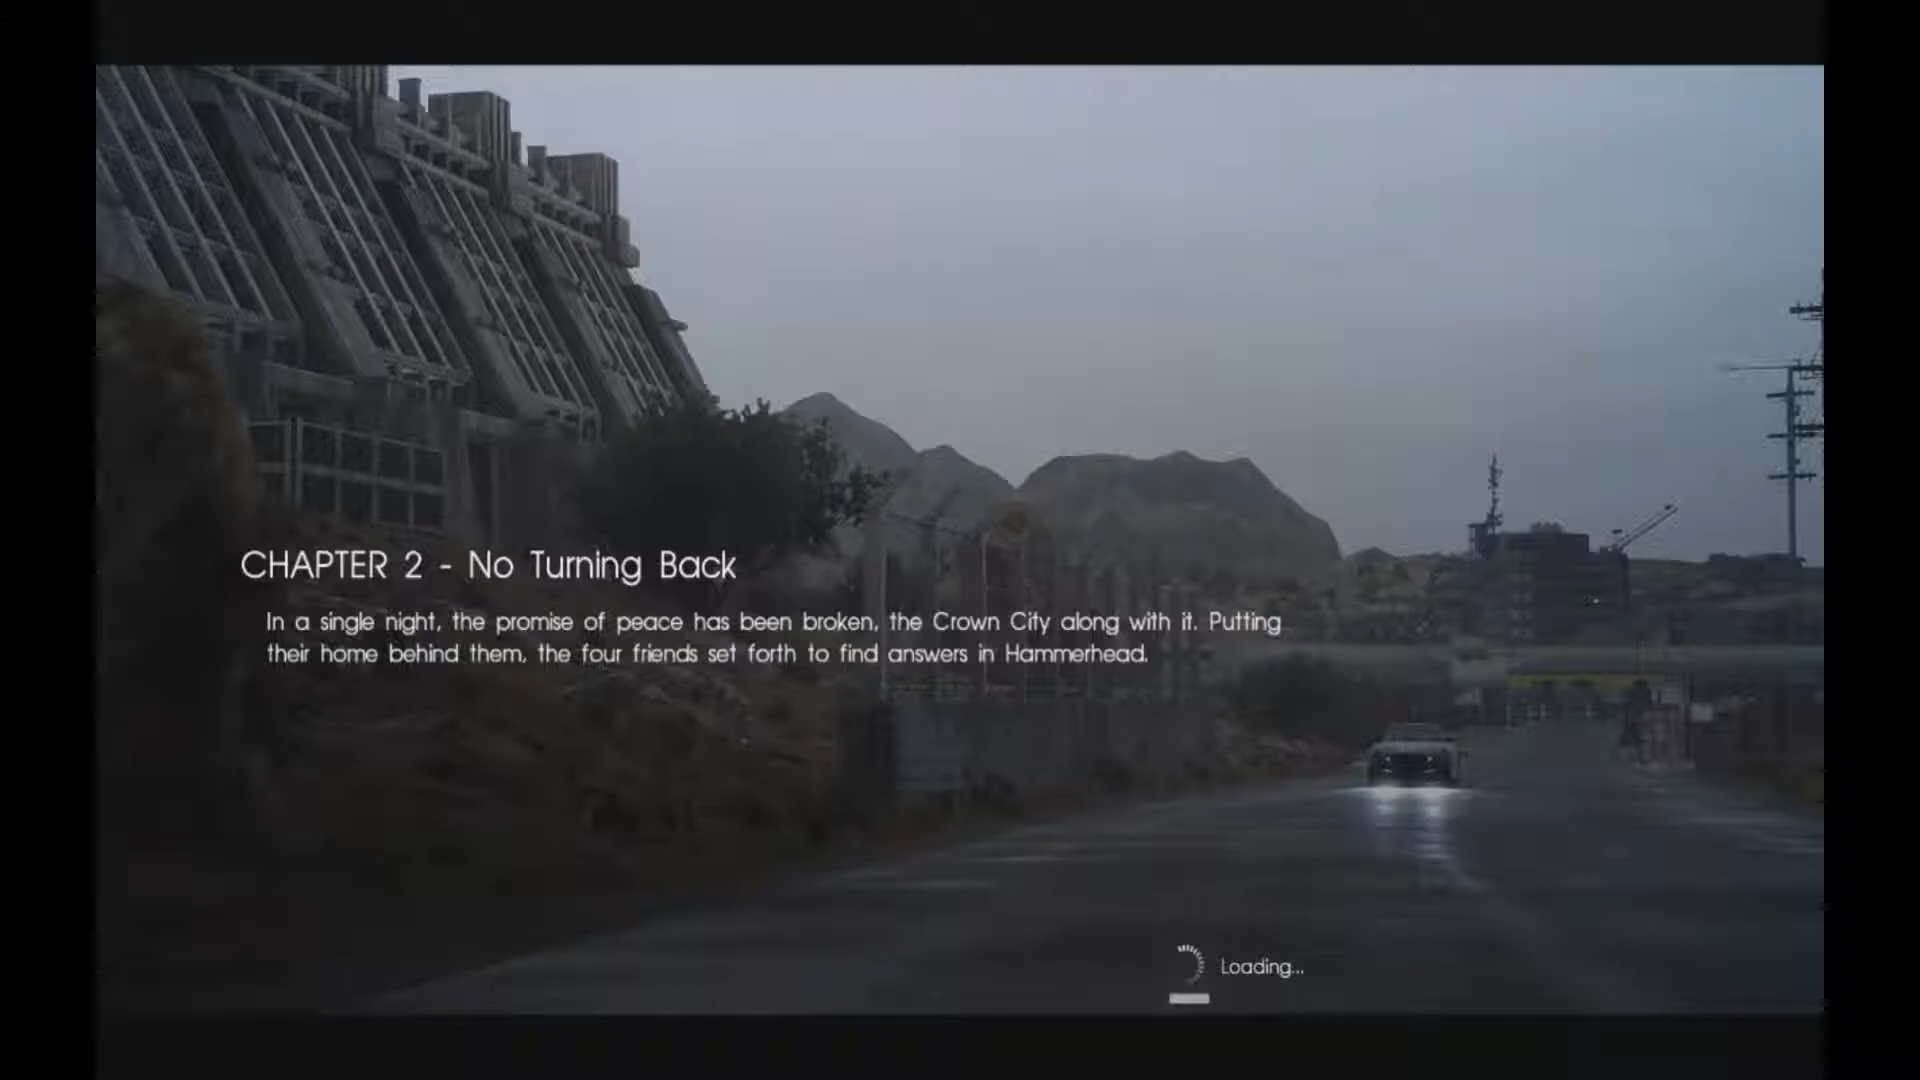 CHAPTER 2 - No Turning Back
In a single night, the promise of peace has been broken, the Crown City along with it. Putting
their home behind them, the four friends set forth to find answers in Hammerhead.
Loading...